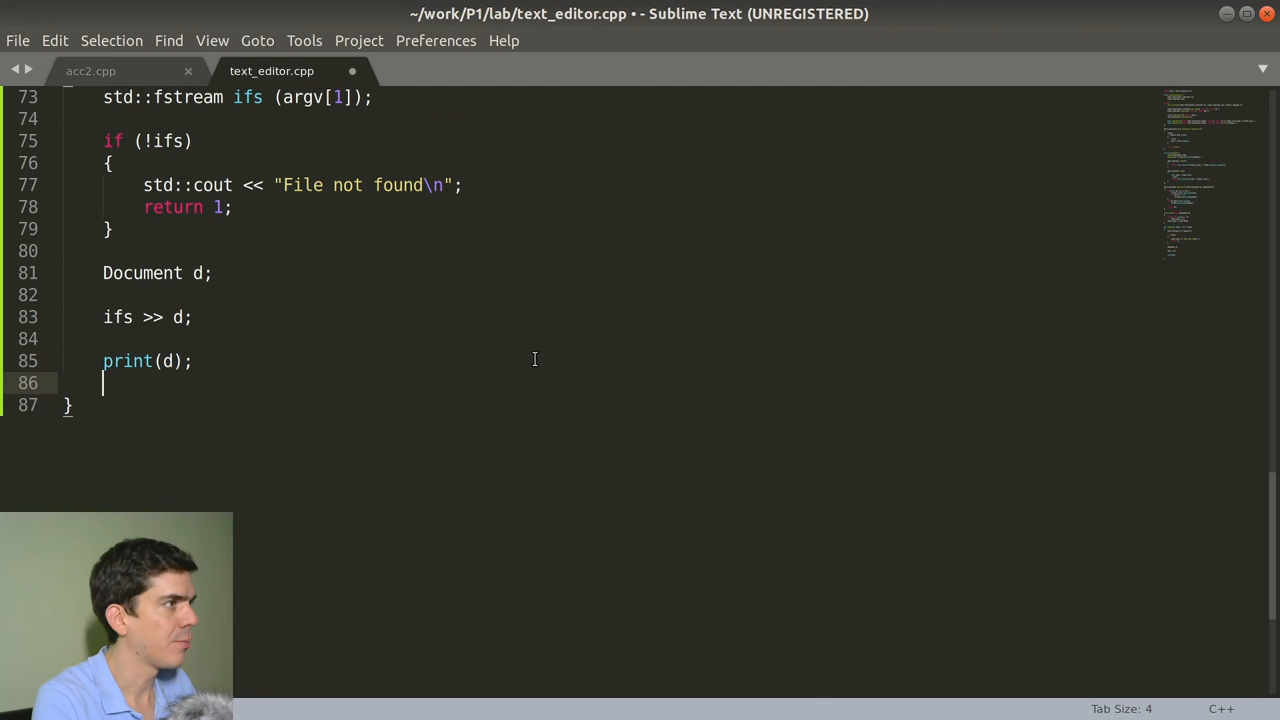 ~/work/P1/lab/text_editor.cpp • - Sublime Text (UNREGISTERED)
File Edit Selection Find View Goto Tools Project Preferences Help
acc2.cpp × text_editor.cpp
73 std::fstream ifs (argv[1]);
74
75 if (!ifs)
76 {
77 std::cout << "File not found\n";
78 return 1;
79 }
80
81 Document d;
82
83 ifs >> d;
84
85 print(d);
86
87 }
Tab Size: 4 C++